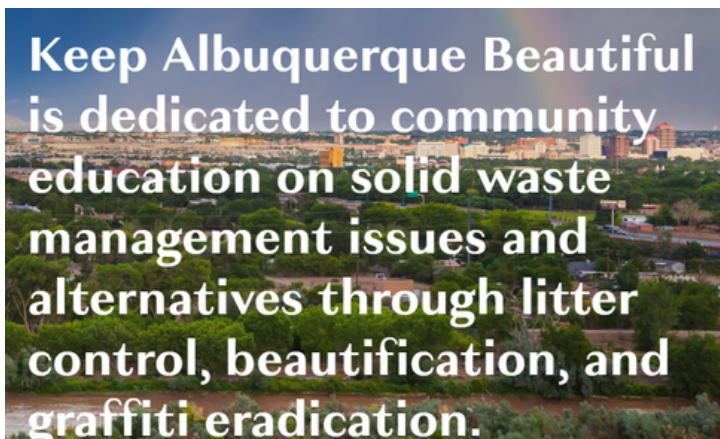 Keep Albuquerque Beautiful
is dedicated to community
education on solid waste
management issues and
alternatives through litter
control, beautification, and
graffiti eradication.